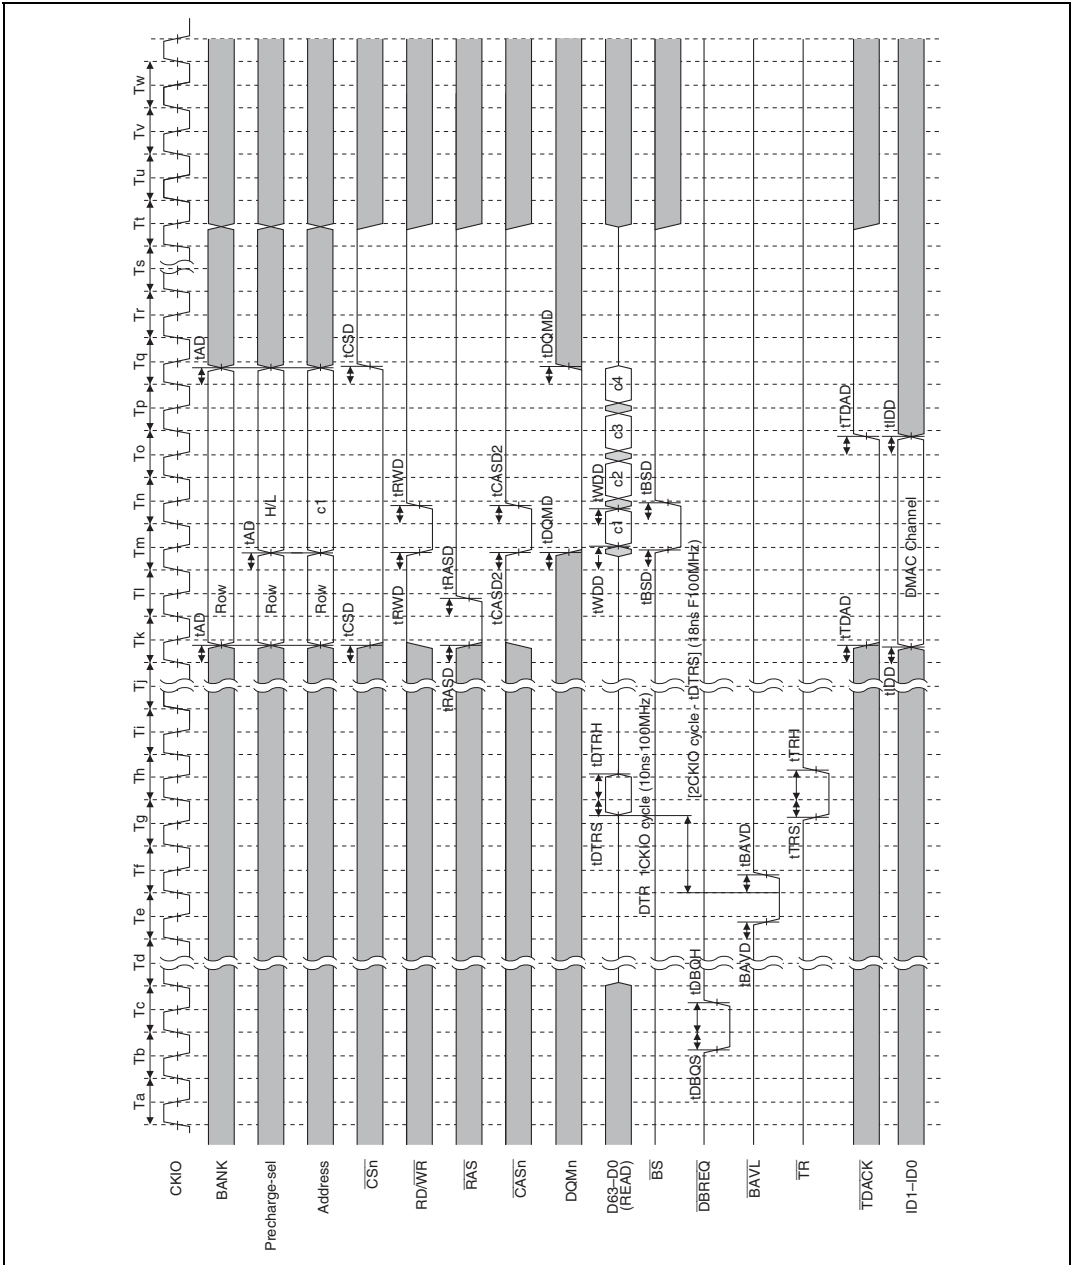 Ta Tb Tc Td Te Tf Tg Th Ti Tj Tk Tl Tm Tn To Tp Tq Tr Ts Tt Tu Tv Tw
CKIO
BANK tAD Row tAD
Precharge-sel Row tAD H/L
Address Row c1
CSn tCSD tCSD
RD/WR tRWD tRWD
RAS tRASD tRASD
CASn tCASD2 tCASD2
DQMn tDQMD tDQMD
D63–D0
(READ) tDTRS tDTRH tWDD c1 tWDD c2 c3 c4
BS tBSD tBSD
DTR 1CKIO cycle (10ns 100MHz)
[2CKIO cycle - tDTRS] (18ns F100MHz)
DBREQ tDBQS tDBQH
BAVL tBAVD tBAVD
TR tTRS tTRH
TDACK tTDAD tTDAD
ID1–ID0 tIDD DMAC Channel tIDD